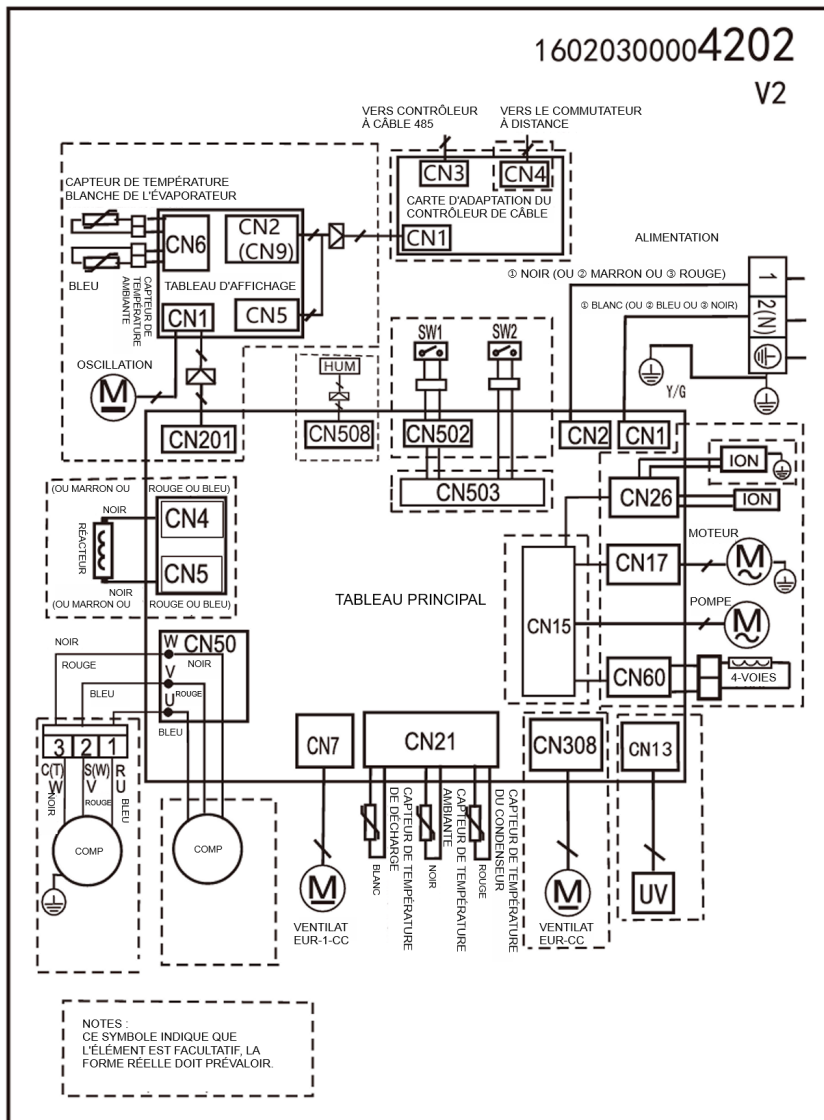 16020300004202
V2
VERS CONTRÔLEUR
À CÂBLE 485
VERS LE COMMUTATEUR
À DISTANCE
CN3
CN4
CARTE D'ADAPTATION DU
CONTRÔLEUR DE CÂBLE
CN1
CAPTEUR DE TEMPÉRATURE
BLANCHE DE L'ÉVAPORATEUR
CN6
CN2
(CN9)
BLEU
CAPTEUR DE
TEMPÉRATURE
AMBIANTE
TABLEAU D'AFFICHAGE
CN1
CN5
OSCILLATION
M
CN201
HUM
CN508
SW1
SW2
CN502
CN503
ALIMENTATION
① NOIR (OU ② MARRON OU ③ ROUGE)
1
① BLANC (OU ② BLEU OU ③ NOIR)
2(N)
Y/G
CN2
CN1
ION
CN26
ION
CN17
MOTEUR
M
CN15
POMPE
M
CN60
4-VOIES
(OU MARRON OU
ROUGE OU BLEU)
NOIR
CN4
RÉACTEUR
CN5
NOIR
(OU MARRON OU
ROUGE OU BLEU)
TABLEAU PRINCIPAL
NOIR
W
CN50
NOIR
ROUGE
V
BLEU
U
ROUGE
BLEU
3
2
1
C(T)
S(W)
R
W
V
U
NOIR
ROUGE
BLEU
COMP
COMP
CN7
CN21
CN308
CN13
M
VENTILAT
EUR-1-CC
BLANC
CAPTEUR DE TEMPÉRATURE
DE DÉCHARGE
NOIR
CAPTEUR DE TEMPÉRATURE
AMBIANTE
ROUGE
CAPTEUR DE TEMPÉRATURE
DU CONDENSEUR
M
VENTILAT
EUR-CC
UV
NOTES :
CE SYMBOLE INDIQUE QUE
L'ÉLÉMENT EST FACULTATIF, LA
FORME RÉELLE DOIT PRÉVALOIR.